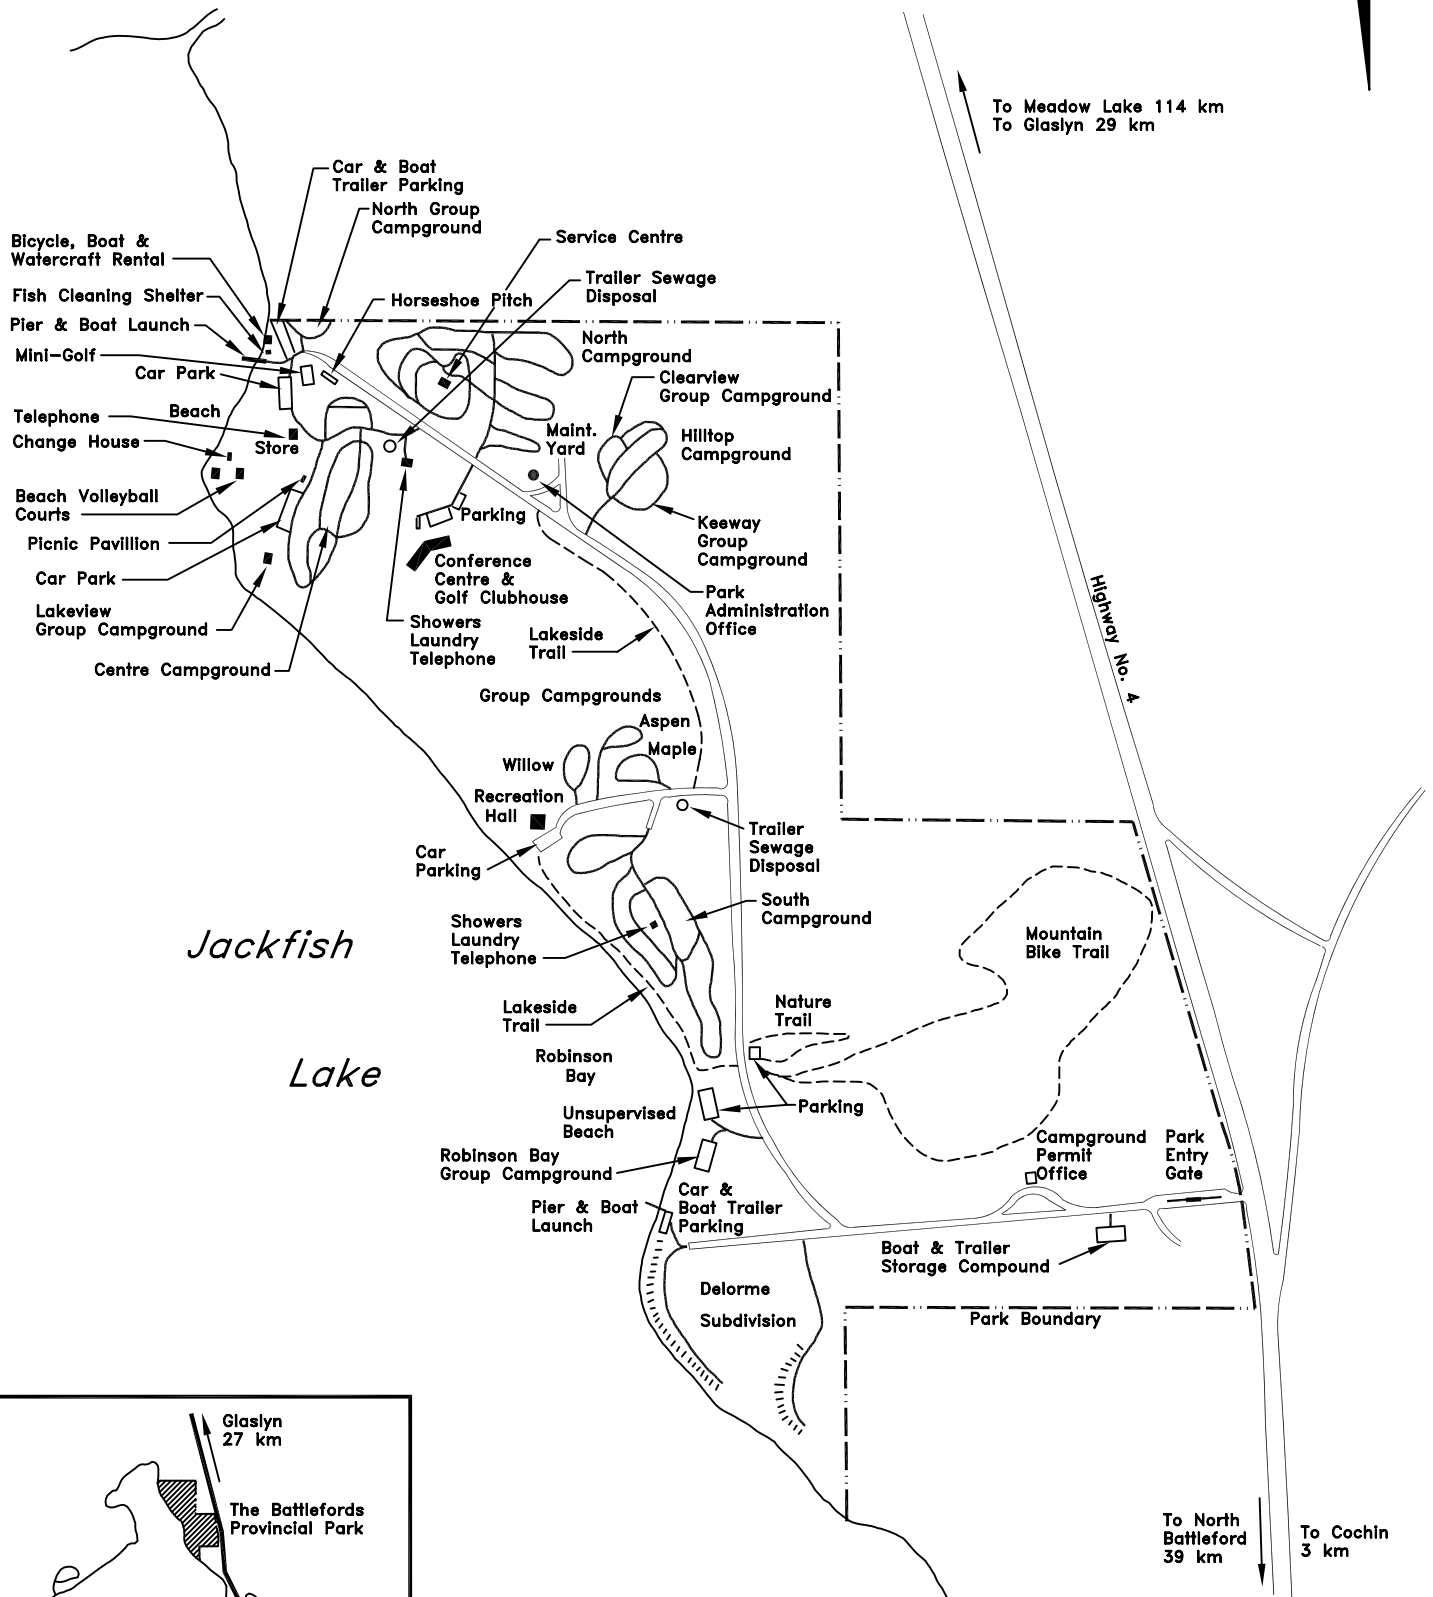 To Meadow Lake 114 km
To Glaslyn 29 km
Car & Boat
Trailer Parking
North Group
Campground
Bicycle, Boat &
Watercraft Rental
Service Centre
Trailer Sewage
Disposal
Fish Cleaning Shelter
Horseshoe Pitch
Pier & Boat Launch
Mini-Golf
Car Park
North
Campground
Clearview
Group Campground
Telephone
Beach
Change House
Store
Maint.
Yard
Hilltop
Campground
Beach Volleyball
Courts
Parking
Keeway
Group
Campground
Picnic Pavillion
Car Park
Conference
Centre &
Golf Clubhouse
Park
Administration
Office
Lakeview
Group Campground
Showers
Laundry
Telephone
Lakeside
Trail
Centre Campground
Highway No. 4
Group Campgrounds
Aspen
Maple
Willow
Recreation
Hall
Car
Parking
Trailer
Sewage
Disposal
South
Campground
Showers
Laundry
Telephone
Mountain
Bike Trail
Jackfish
Lake
Lakeside
Trail
Nature
Trail
Robinson
Bay
Parking
Unsupervised
Beach
Robinson Bay
Group Campground
Campground
Permit
Office
Park
Entry
Gate
Car &
Boat Trailer
Parking
Pier & Boat
Launch
Boat & Trailer
Storage Compound
Delorme
Subdivision
Park Boundary
Glaslyn
27 km
The Battlefords
Provincial Park
To North
Battleford
39 km
To Cochin
3 km